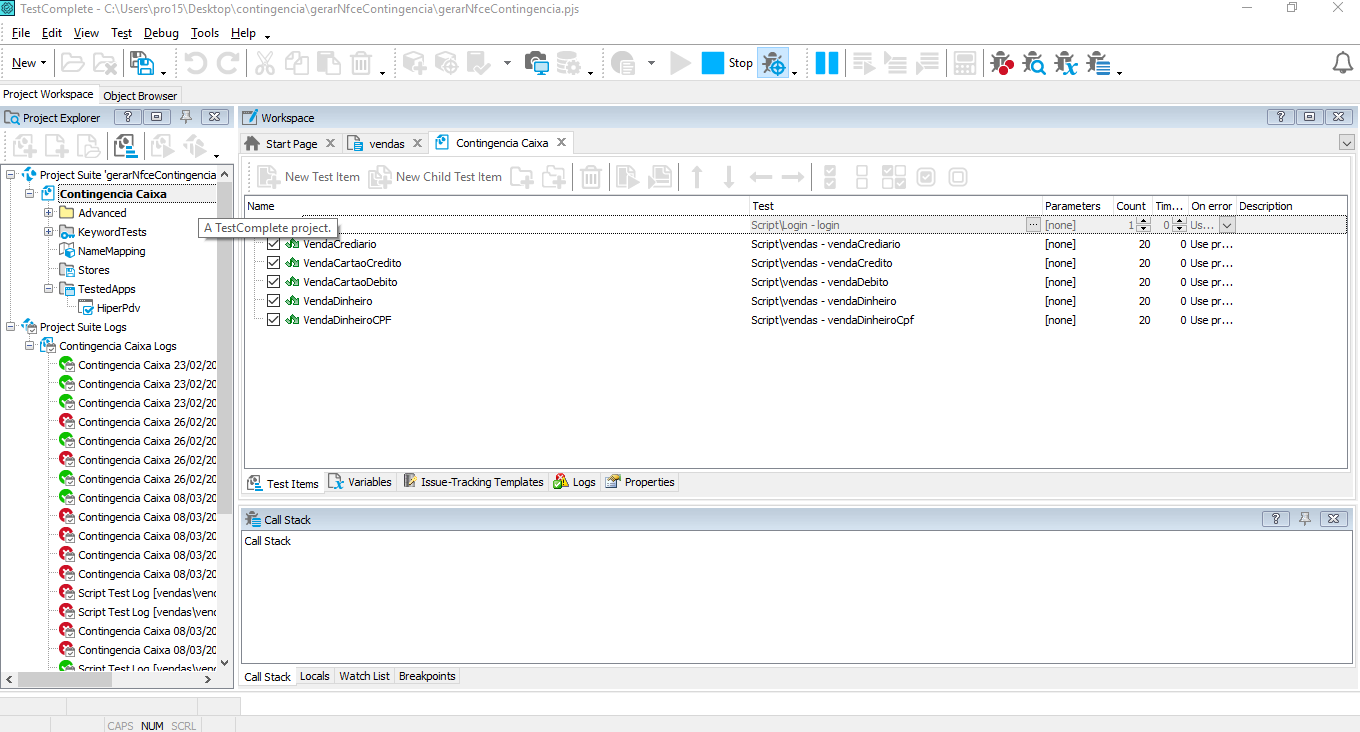 TestComplete - C:\Users\pro15\Desktop\contingencia\gerarNfceContingencia\gerarNfceContingencia.pjs
File Edit View Test Debug Tools Help
New Stop
Project Workspace Object Browser
Project Explorer ?
Workspace ?
Start Page vendas Contingencia Caixa
New Test Item New Child Test Item
Project Suite 'gerarNfceContingencia
Contingencia Caixa
Advanced
KeywordTests
NameMapping
Stores
TestedApps
HiperPdv
Project Suite Logs
Contingencia Caixa Logs
Contingencia Caixa 23/02/20
Contingencia Caixa 23/02/20
Contingencia Caixa 23/02/20
Contingencia Caixa 26/02/20
Contingencia Caixa 26/02/20
Contingencia Caixa 26/02/20
Contingencia Caixa 26/02/20
Contingencia Caixa 08/03/20
Contingencia Caixa 08/03/20
Contingencia Caixa 08/03/20
Contingencia Caixa 08/03/20
Contingencia Caixa 08/03/20
Script Test Log [vendas\vend
Script Test Log [vendas\vend
Contingencia Caixa 08/03/20
Contingencia Caixa 08/03/20
Script Test Log [vendas\vend
A TestComplete project.
Name Test Parameters Count Tim... On error Description
Script\Login - login ... [none] 1 0 Us...
VendaCrediario Script\vendas - vendaCrediario [none] 20 0 Use pr...
VendaCartaoCredito Script\vendas - vendaCredito [none] 20 0 Use pr...
VendaCartaoDebito Script\vendas - vendaDebito [none] 20 0 Use pr...
VendaDinheiro Script\vendas - vendaDinheiro [none] 20 0 Use pr...
VendaDinheiroCPF Script\vendas - vendaDinheiroCpf [none] 20 0 Use pr...
Test Items Variables Issue-Tracking Templates Logs Properties
Call Stack ?
Call Stack
Call Stack Locals Watch List Breakpoints
CAPS NUM SCRL